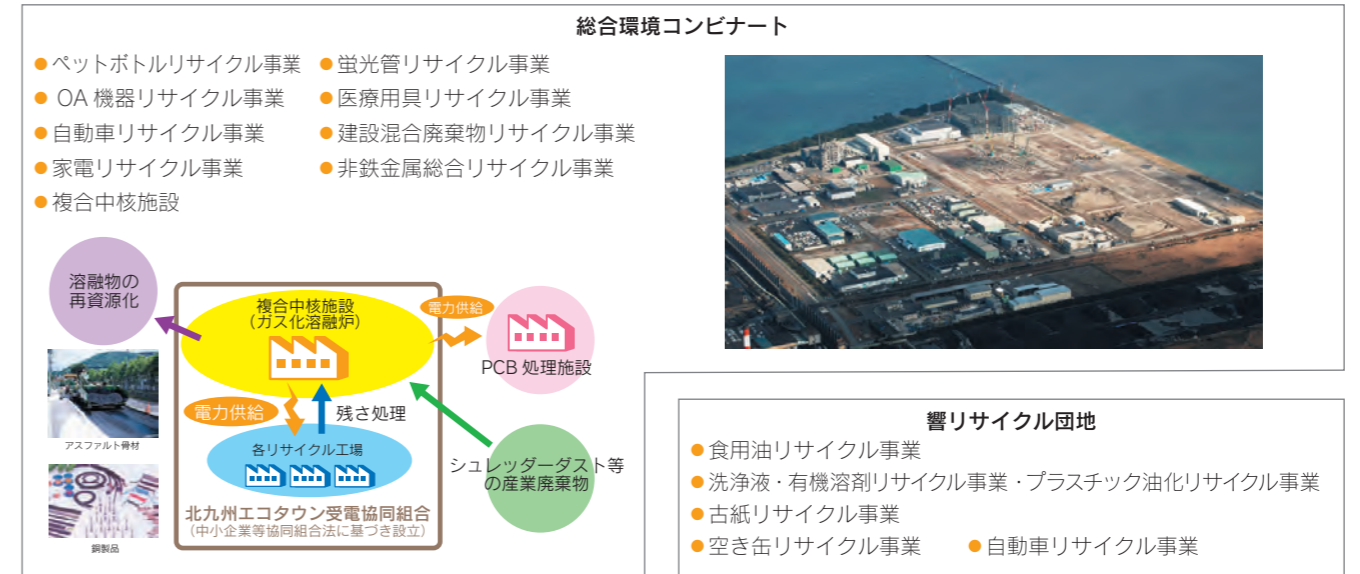 総合環境コンビナート
●ペットボトルリサイクル事業
●OA 機器リサイクル事業
●自動車リサイクル事業
●家電リサイクル事業
●複合中核施設
●蛍光管リサイクル事業
●医療用具リサイクル事業
●建設混合廃棄物リサイクル事業
●非鉄金属総合リサイクル事業
溶融物の
再資源化
アスファルト骨材
銅製品
複合中核施設
(ガス化溶融炉)
電力供給
残さ処理
各リサイクル工場
北九州エコタウン受電協同組合
(中小企業等協同組合法に基づき設立)
電力供給
PCB 処理施設
シュレッダーダスト等
の産業廃棄物
響リサイクル団地
●食用油リサイクル事業
●洗浄液・有機溶剤リサイクル事業・プラスチック油化リサイクル事業
●古紙リサイクル事業
●空き缶リサイクル事業 ●自動車リサイクル事業